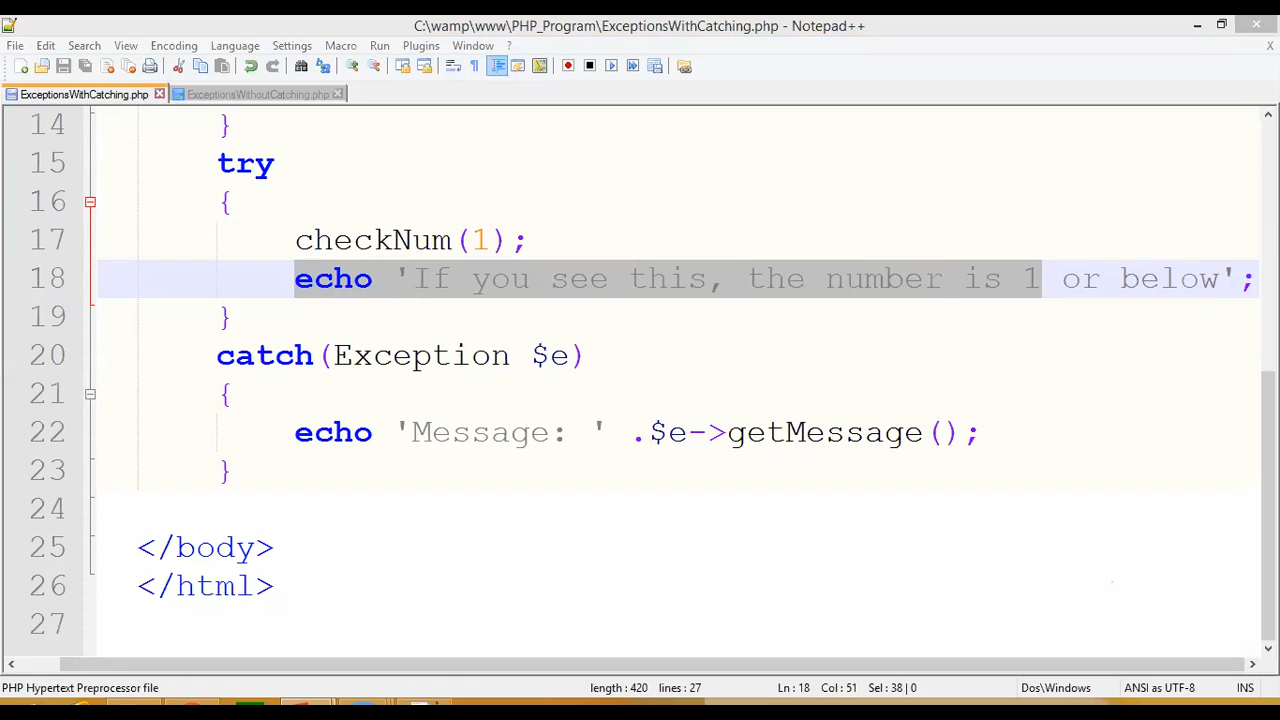 C:\wamp\www\PHP_Program\ExceptionsWithCatching.php - Notepad++
File Edit Search View Encoding Language Settings Macro Run Plugins Window ? X
ExceptionsWithCatching.php ExceptionsWithoutCatching.php
14 }
15 try
16 {
17 checkNum(1);
18 echo 'If you see this, the number is 1 or below';
19 }
20 catch(Exception $e)
21 {
22 echo 'Message: ' .$e->getMessage();
23 }
24
25 </body>
26 </html>
27
PHP Hypertext Preprocessor file length : 420 lines : 27 Ln : 18 Col : 51 Sel : 38 | 0 Dos\Windows ANSI as UTF-8 INS